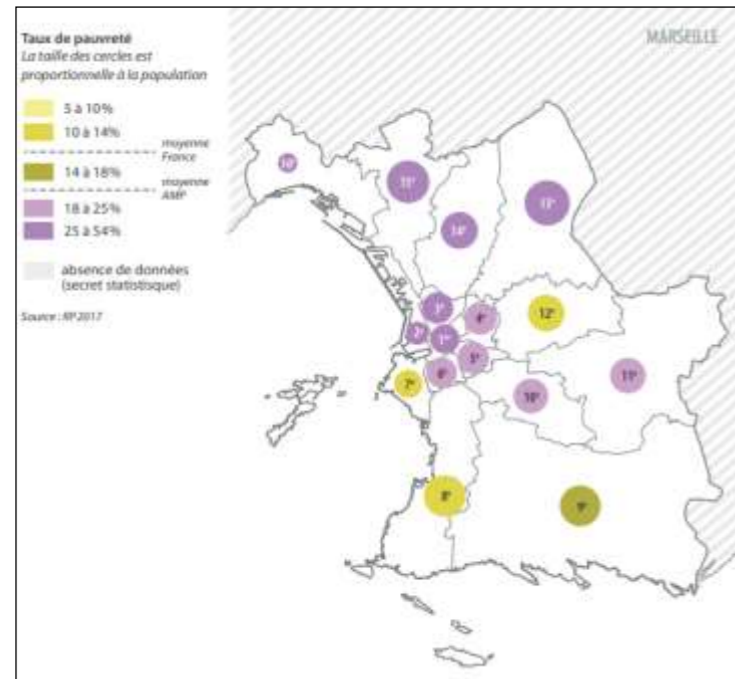 Taux de pauvreté
La taille des cercles est
proportionnelle à la population
MARSEILLE
5 à 10%
10 à 14%
moyenne
France
14 à 18%
moyenne
AMP
18 à 25%
25 à 54%
absence de données
(secret statistique)
Source : RP 2017
16e
15e
13e
14e
3e
4e
12e
2e
1er
5e
6e
7e
11e
10e
8e
9e